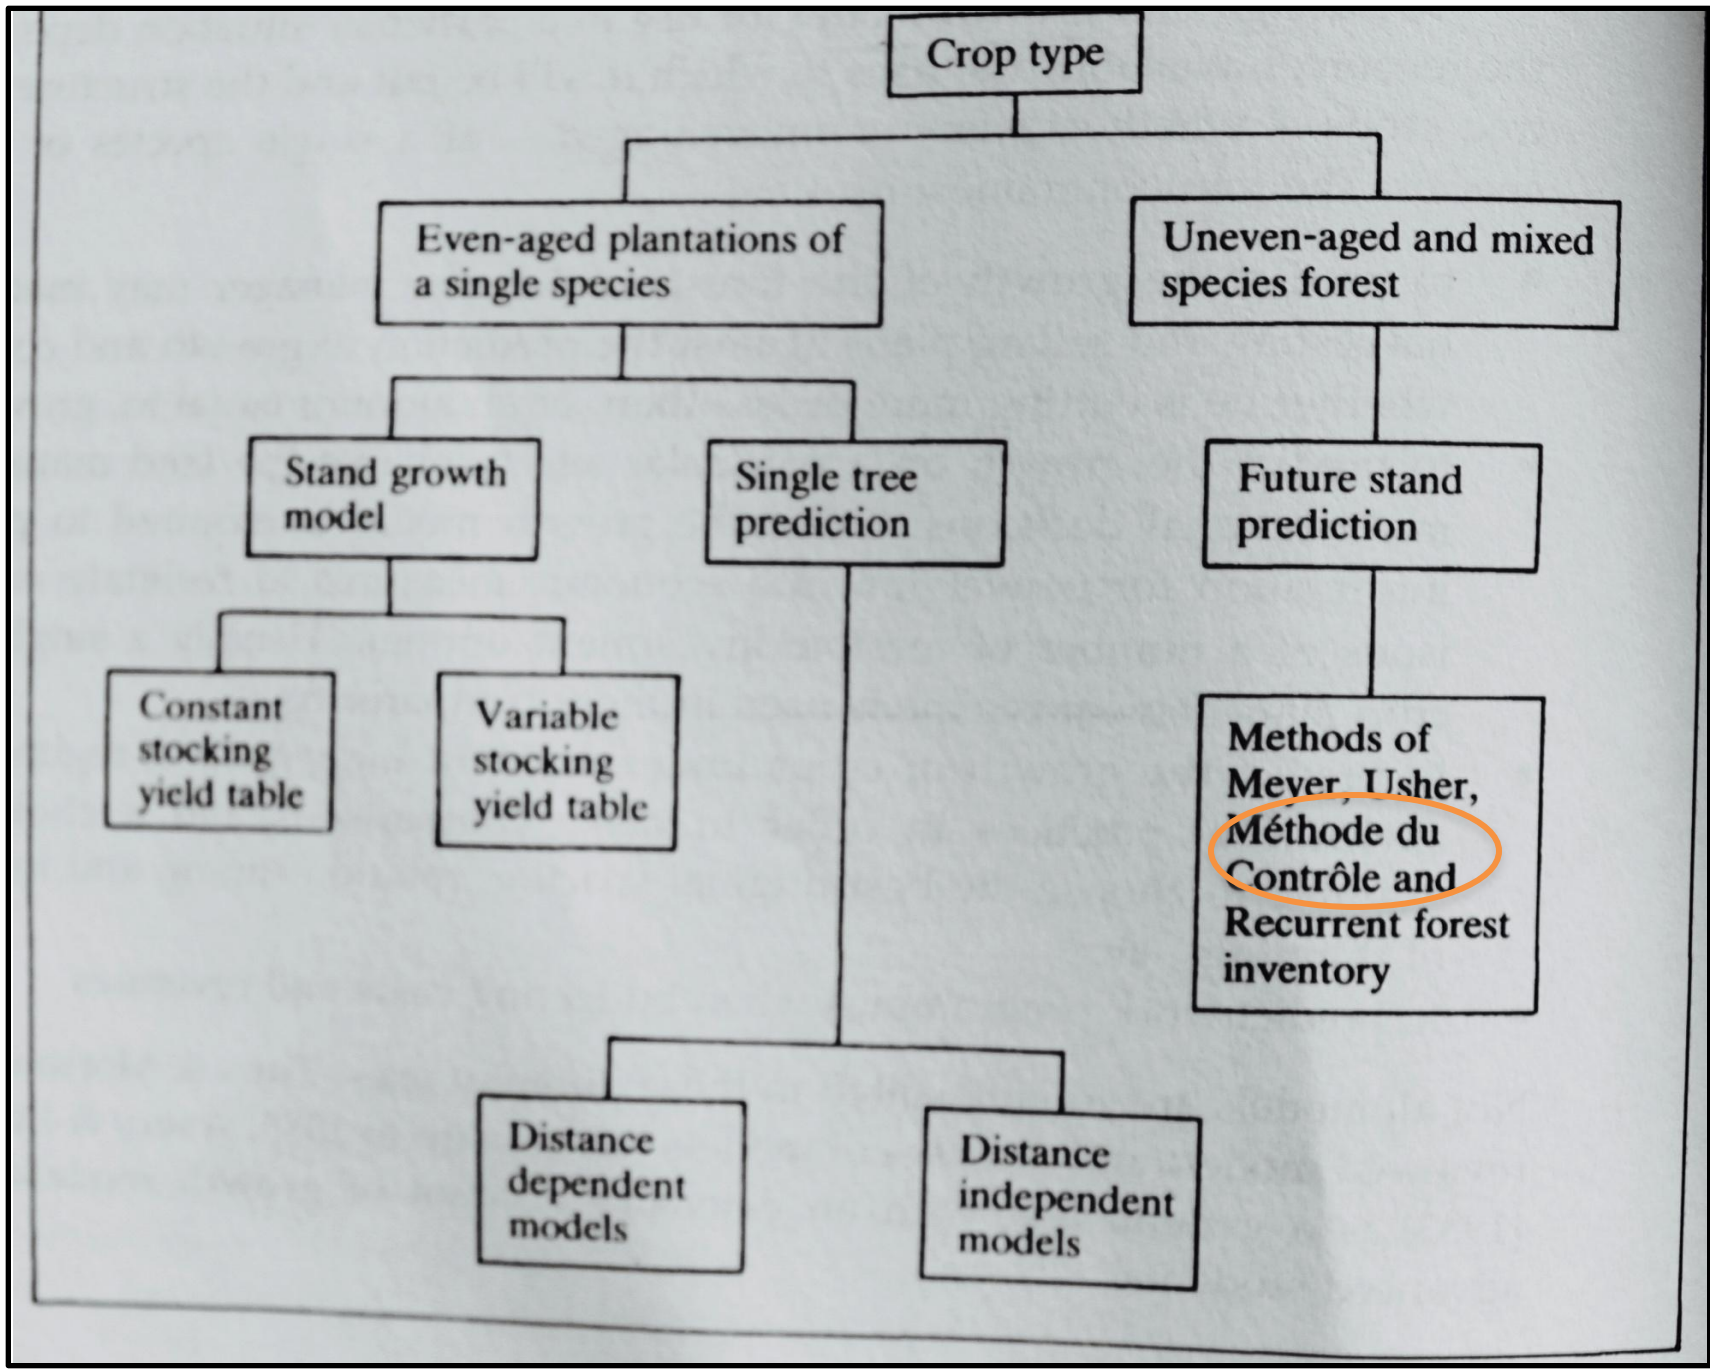 Crop type
Even-aged plantations of
a single species
Uneven-aged and mixed
species forest
Stand growth
model
Single tree
prediction
Future stand
prediction
Constant
stocking
yield table
Variable
stocking
yield table
Methods of
Meyer, Usher,
Méthode du
Contrôle and
Recurrent forest
inventory
Distance
dependent
models
Distance
independent
models